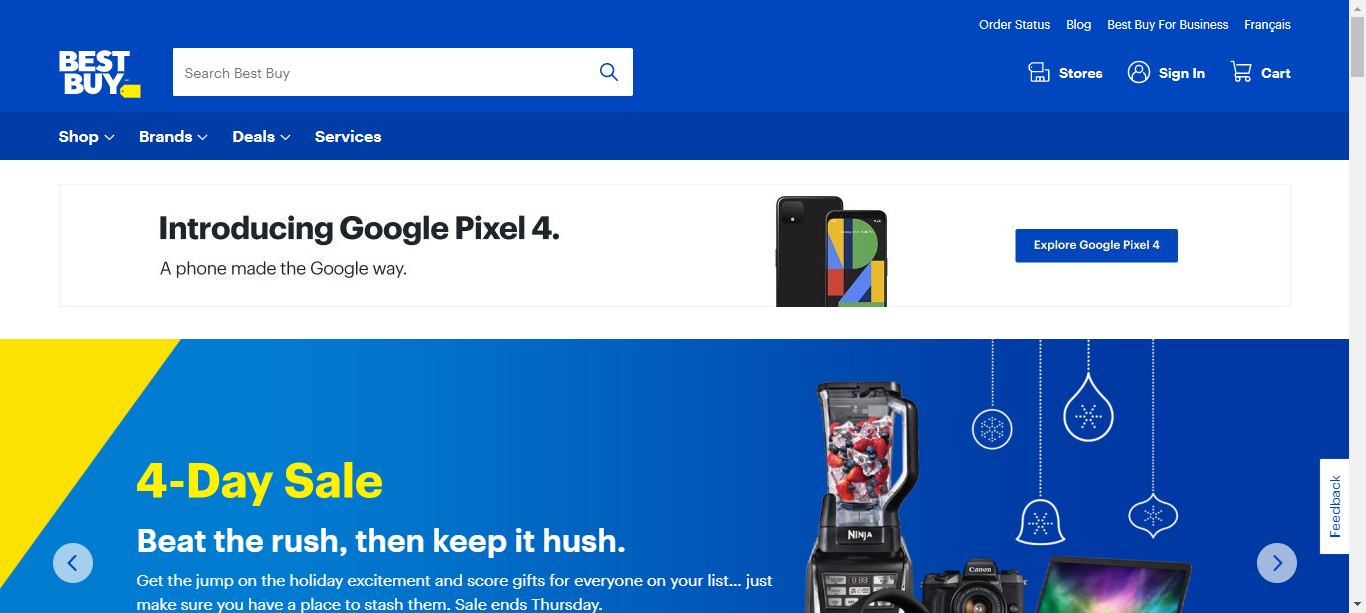 Order Status Blog Best Buy For Business Français
BEST
BUY
Search Best Buy
Stores Sign In Cart
Shop Brands Deals Services
Introducing Google Pixel 4.
A phone made the Google way.
Explore Google Pixel 4
4-Day Sale
Beat the rush, then keep it hush.
Get the jump on the holiday excitement and score gifts for everyone on your list... just
make sure you have a place to stash them. Sale ends Thursday.
NINJA
Canon
Feedback